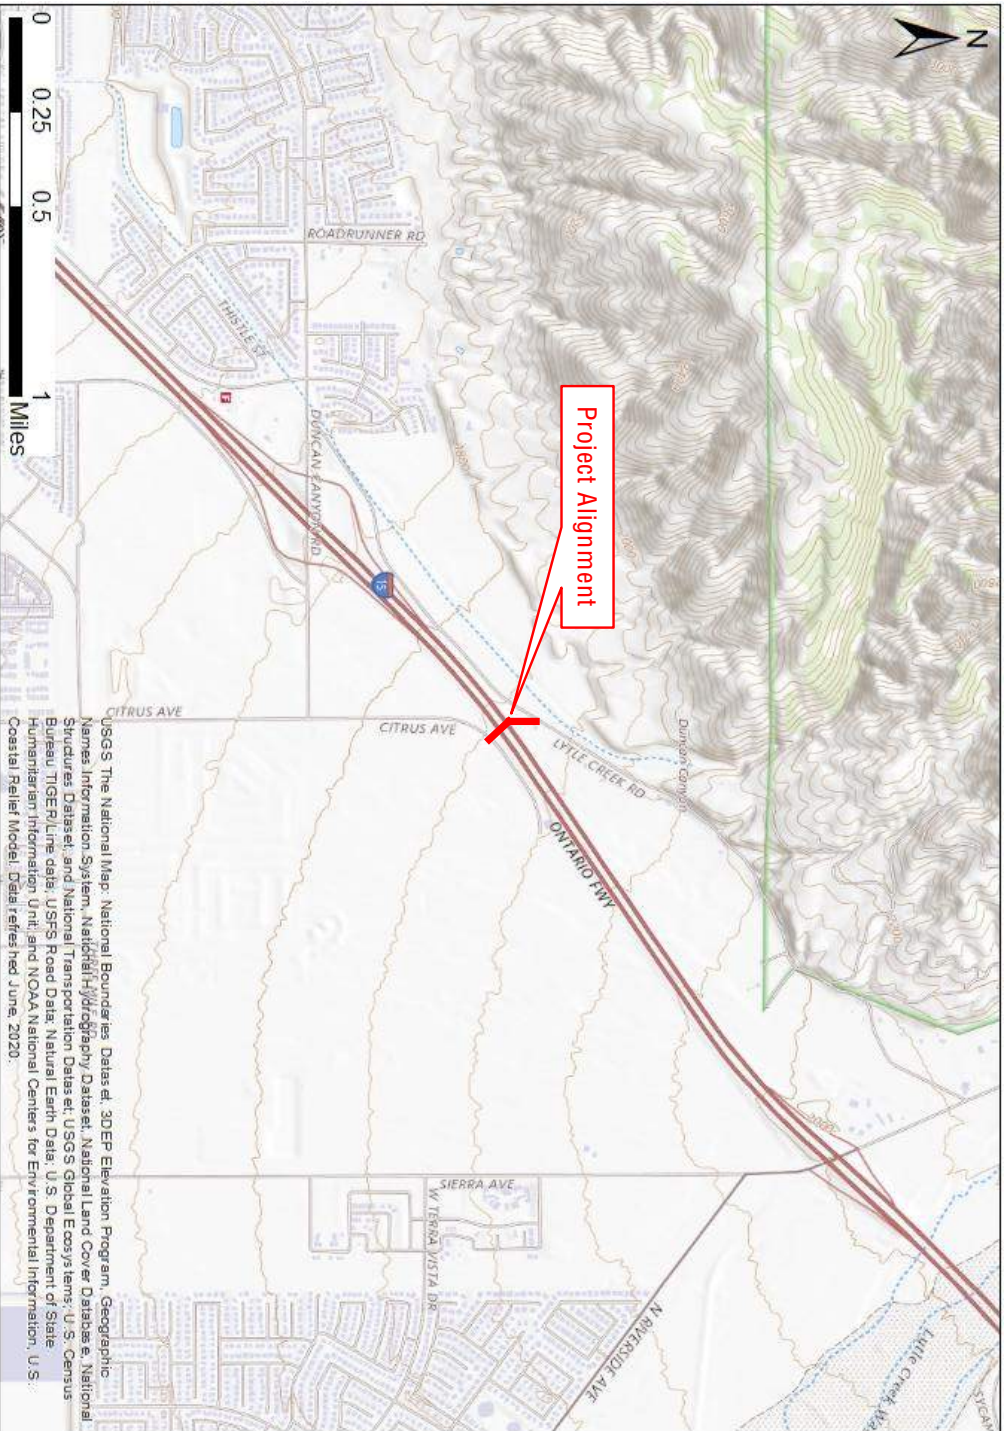 N
ROADRUNNER RD
THISTLE ST
DUNCAN CANYON RD
F
15
Project Alignment
CITRUS AVE
CITRUS AVE
LYTLE CREEK RD
Duncan Canyon
ONTARIO FWY
2000
1800
SIERRA AVE
W TERRA VISTA DR
N RIVERSIDE AVE
Lytle Creek Wa
SYCAM
0 0.25 0.5 1
Miles
USGS The National Map: National Boundaries Dataset, 3DEP Elevation Program, Geographic
Names Information System, National Hydrography Dataset, National Land Cover Database, National
Structures Dataset, and National Transportation Dataset; USGS Global Ecosystems; U.S. Census
Bureau TIGER/Line data; USFS Road Data; Natural Earth Data; U.S. Department of State
Humanitarian Information Unit; and NOAA National Centers for Environmental Information, U.S.
Coastal Relief Model. Data refreshed June, 2020.